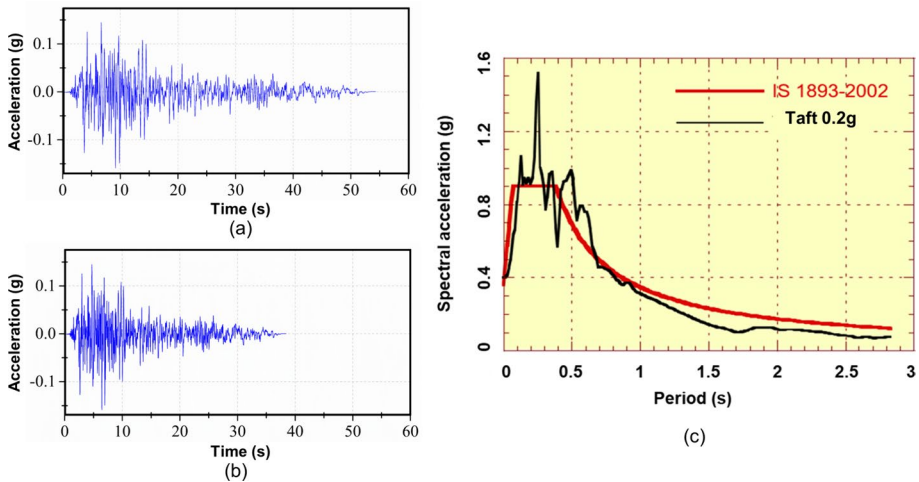 Acceleration (g)
0.1
0.0
-0.1
0 10 20 30 40 50 60
Time (s)
(a)
Acceleration (g)
0.1
0.0
-0.1
0 10 20 30 40 50 60
Time (s)
(b)
Spectral acceleration (g)
1.6
1.2
0.8
0.4
0
IS 1893-2002
Taft 0.2g
0 0.5 1 1.5 2 2.5 3
Period (s)
(c)